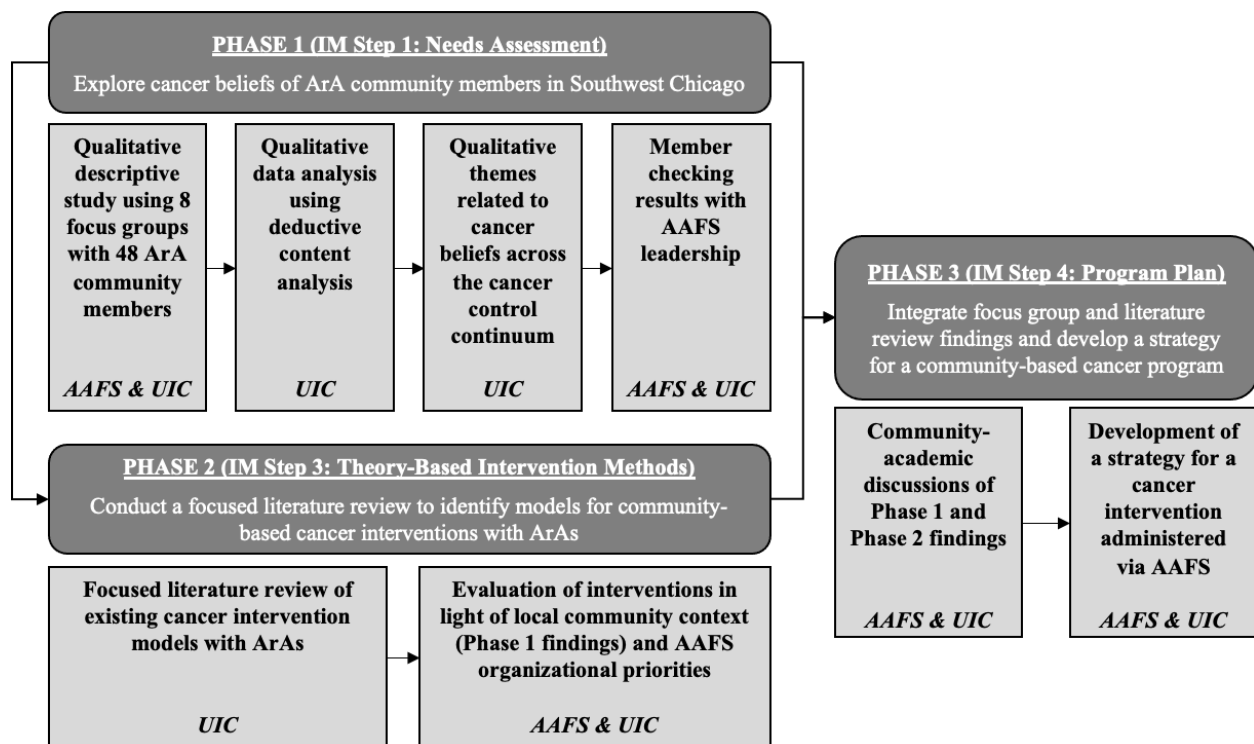 PHASE 1 (IM Step 1: Needs Assessment)
Explore cancer beliefs of ArA community members in Southwest Chicago
Qualitative
descriptive
study using 8
focus groups
with 48 ArA
community
members
AAFS & UIC
Qualitative
data analysis
using
deductive
content
analysis
UIC
Qualitative
themes
related to
cancer
beliefs across
the cancer
control
continuum
UIC
Member
checking
results with
AAFS
leadership
AAFS & UIC
PHASE 2 (IM Step 3: Theory-Based Intervention Methods)
Conduct a focused literature review to identify models for community-
based cancer interventions with ArAs
Focused literature review of
existing cancer intervention
models with ArAs
UIC
Evaluation of interventions in
light of local community context
(Phase 1 findings) and AAFS
organizational priorities
AAFS & UIC
PHASE 3 (IM Step 4: Program Plan)
Integrate focus group and literature
review findings and develop a strategy
for a community-based cancer program
Community-
academic
discussions of
Phase 1 and
Phase 2 findings
AAFS & UIC
Development of
a strategy for a
cancer
intervention
administered
via AAFS
AAFS & UIC